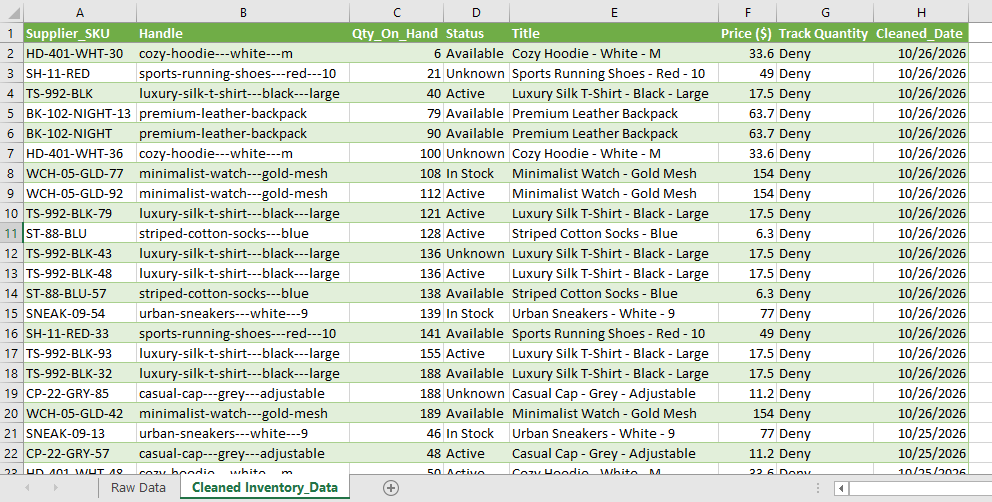 A B C D E F G H
1 Supplier_SKU Handle Qty_On_Hand Status Title Price ($) Track Quantity Cleaned_Date
2 HD-401-WHT-30 cozy-hoodie---white---m 6 Available Cozy Hoodie - White - M 33.6 Deny 10/26/2026
3 SH-11-RED sports-running-shoes---red---10 21 Unknown Sports Running Shoes - Red - 10 49 Deny 10/26/2026
4 TS-992-BLK luxury-silk-t-shirt---black---large 40 Active Luxury Silk T-Shirt - Black - Large 17.5 Deny 10/26/2026
5 BK-102-NIGHT-13 premium-leather-backpack 79 Available Premium Leather Backpack 63.7 Deny 10/26/2026
6 BK-102-NIGHT premium-leather-backpack 90 Available Premium Leather Backpack 63.7 Deny 10/26/2026
7 HD-401-WHT-36 cozy-hoodie---white---m 100 Unknown Cozy Hoodie - White - M 33.6 Deny 10/26/2026
8 WCH-05-GLD-77 minimalist-watch---gold-mesh 108 In Stock Minimalist Watch - Gold Mesh 154 Deny 10/26/2026
9 WCH-05-GLD-92 minimalist-watch---gold-mesh 112 Active Minimalist Watch - Gold Mesh 154 Deny 10/26/2026
10 TS-992-BLK-79 luxury-silk-t-shirt---black---large 121 Active Luxury Silk T-Shirt - Black - Large 17.5 Deny 10/26/2026
11 ST-88-BLU striped-cotton-socks---blue 128 Active Striped Cotton Socks - Blue 6.3 Deny 10/26/2026
12 TS-992-BLK-43 luxury-silk-t-shirt---black---large 136 Unknown Luxury Silk T-Shirt - Black - Large 17.5 Deny 10/26/2026
13 TS-992-BLK-48 luxury-silk-t-shirt---black---large 136 Active Luxury Silk T-Shirt - Black - Large 17.5 Deny 10/26/2026
14 ST-88-BLU-57 striped-cotton-socks---blue 138 Available Striped Cotton Socks - Blue 6.3 Deny 10/26/2026
15 SNEAK-09-54 urban-sneakers---white---9 139 In Stock Urban Sneakers - White - 9 77 Deny 10/26/2026
16 SH-11-RED-33 sports-running-shoes---red---10 141 Available Sports Running Shoes - Red - 10 49 Deny 10/26/2026
17 TS-992-BLK-93 luxury-silk-t-shirt---black---large 155 Active Luxury Silk T-Shirt - Black - Large 17.5 Deny 10/26/2026
18 TS-992-BLK-32 luxury-silk-t-shirt---black---large 188 Available Luxury Silk T-Shirt - Black - Large 17.5 Deny 10/26/2026
19 CP-22-GRY-85 casual-cap---grey---adjustable 188 Unknown Casual Cap - Grey - Adjustable 11.2 Deny 10/26/2026
20 WCH-05-GLD-42 minimalist-watch---gold-mesh 189 Available Minimalist Watch - Gold Mesh 154 Deny 10/26/2026
21 SNEAK-09-13 urban-sneakers---white---9 46 In Stock Urban Sneakers - White - 9 77 Deny 10/25/2026
22 CP-22-GRY-57 casual-cap---grey---adjustable 48 Active Casual Cap - Grey - Adjustable 11.2 Deny 10/25/2026
23 HD-401-WHT-48 cozy-hoodie---white---m 50 Active Cozy Hoodie - White - M 33.6 Deny 10/25/2026
Raw Data Cleaned Inventory_Data